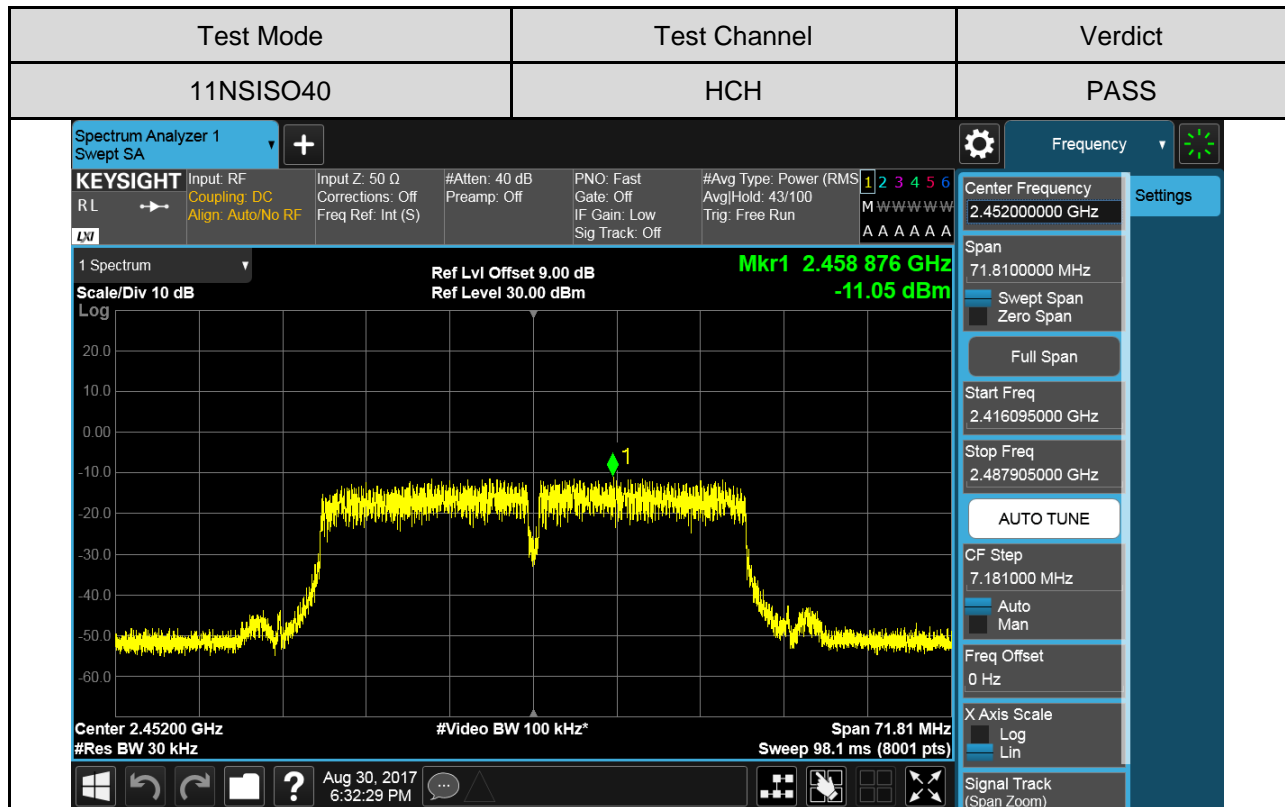 Test Mode
Test Channel
Verdict
11NSISO40
HCH
PASS
Spectrum Analyzer 1
Swept SA
+
Frequency
KEYSIGHT
RL
LXI
Input: RF
Coupling: DC
Align: Auto/No RF
Input Z: 50 Ω
Corrections: Off
Freq Ref: Int (S)
#Atten: 40 dB
Preamp: Off
PNO: Fast
Gate: Off
IF Gain: Low
Sig Track: Off
#Avg Type: Power (RMS
Avg|Hold: 43/100
Trig: Free Run
1 2 3 4 5 6
M W W W W W
A A A A A A
Center Frequency
2.452000000 GHz
Settings
Span
71.8100000 MHz
Swept Span
Zero Span
Full Span
Start Freq
2.416095000 GHz
Stop Freq
2.487905000 GHz
AUTO TUNE
CF Step
7.181000 MHz
Auto
Man
Freq Offset
0 Hz
X Axis Scale
Log
Lin
Signal Track
(Span Zoom)
1 Spectrum
Scale/Div 10 dB
Ref Lvl Offset 9.00 dB
Ref Level 30.00 dBm
Mkr1 2.458 876 GHz
-11.05 dBm
Log
20.0
10.0
0.00
-10.0
-20.0
-30.0
-40.0
-50.0
-60.0
1
Center 2.45200 GHz
#Res BW 30 kHz
#Video BW 100 kHz*
Span 71.81 MHz
Sweep 98.1 ms (8001 pts)
?
Aug 30, 2017
6:32:29 PM